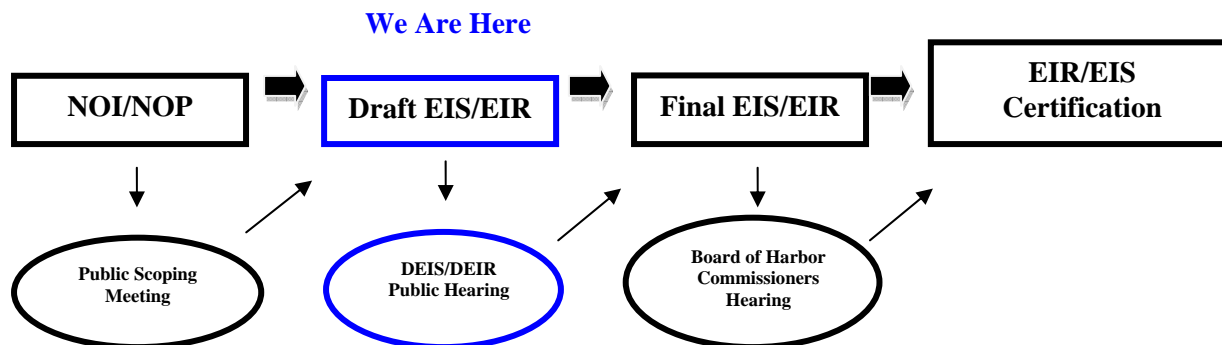 We Are Here
NOI/NOP
Draft EIS/EIR
Final EIS/EIR
EIR/EIS
Certification
Public Scoping
Meeting
DEIS/DEIR
Public Hearing
Board of Harbor
Commissioners
Hearing